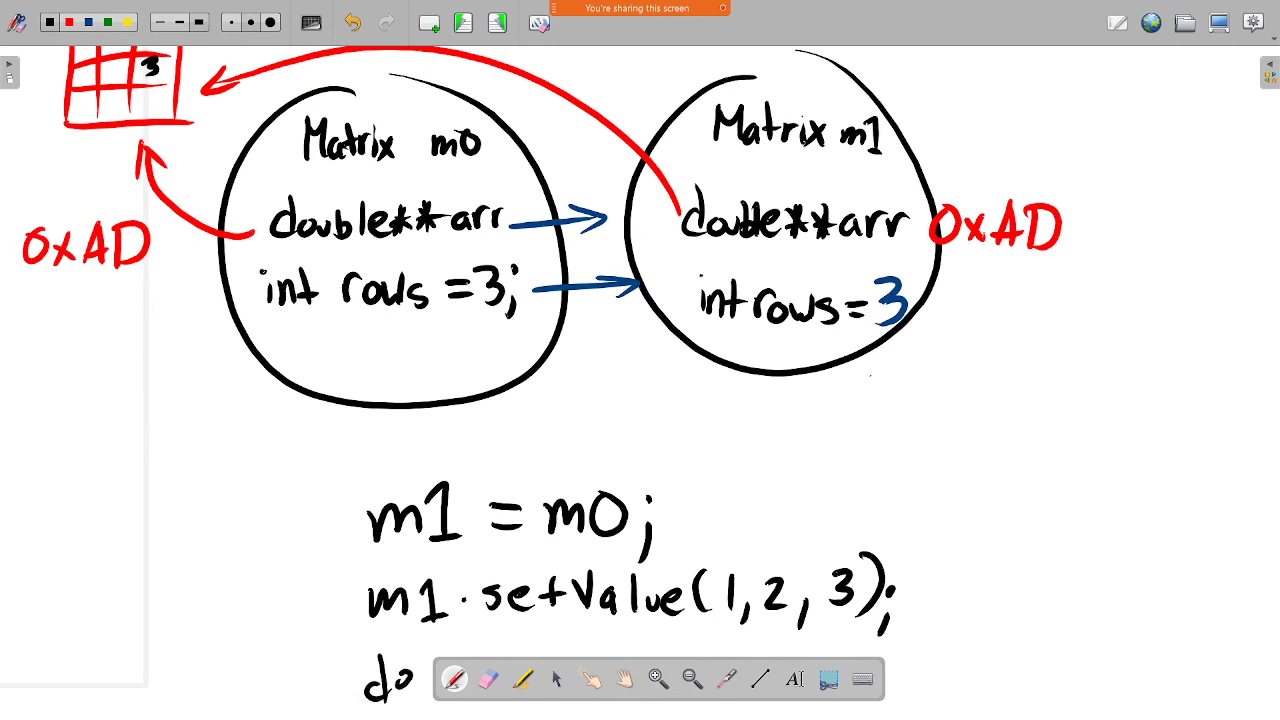 You're sharing this screen
3
Matrix m0
double**arr
int rows = 3;
0xAD
Matrix m1
double**arr
0xAD
int rows = 3
m1 = m0;
m1.setValue(1, 2, 3);
do